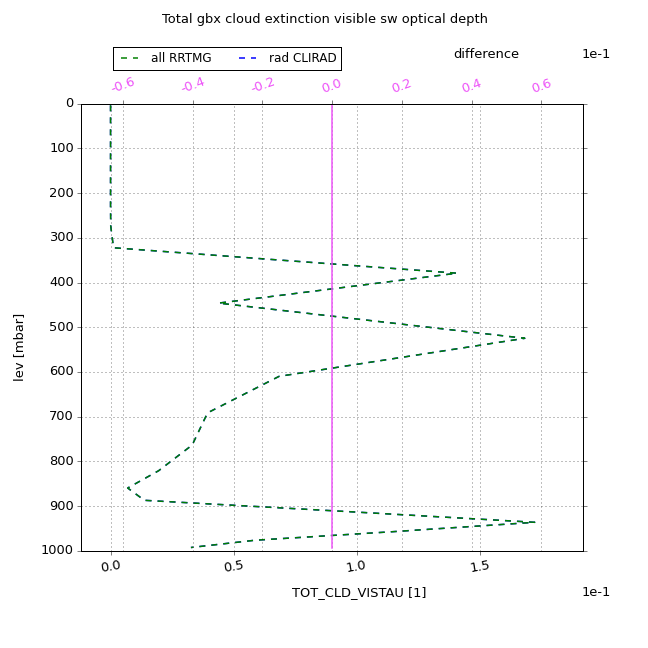 Total gbx cloud extinction visible sw optical depth
all RRTMG rad CLIRAD
difference 1e-1
-0.6 -0.4 -0.2 0.0 0.2 0.4 0.6
0
100
200
300
400
500
600
700
800
900
1000
lev [mbar]
0.0 0.5 1.0 1.5
TOT_CLD_VISTAU [1] 1e-1